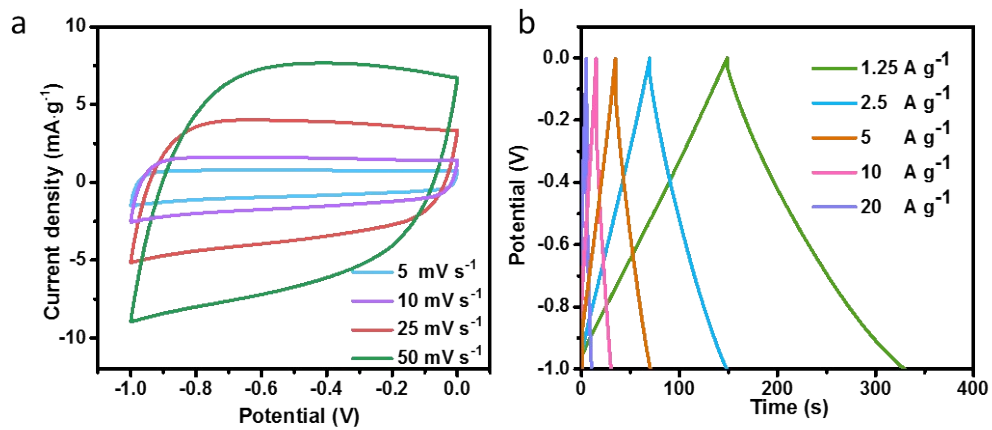 a
10
5
0
-5
-10
Current density (mA·g⁻¹)
-1.0 -0.8 -0.6 -0.4 -0.2 0.0
Potential (V)
5 mV s⁻¹
10 mV s⁻¹
25 mV s⁻¹
50 mV s⁻¹
b
0.0
-0.2
-0.4
-0.6
-0.8
-1.0
Potential (V)
0 100 200 300 400
Time (s)
1.25 A g⁻¹
2.5 A g⁻¹
5 A g⁻¹
10 A g⁻¹
20 A g⁻¹